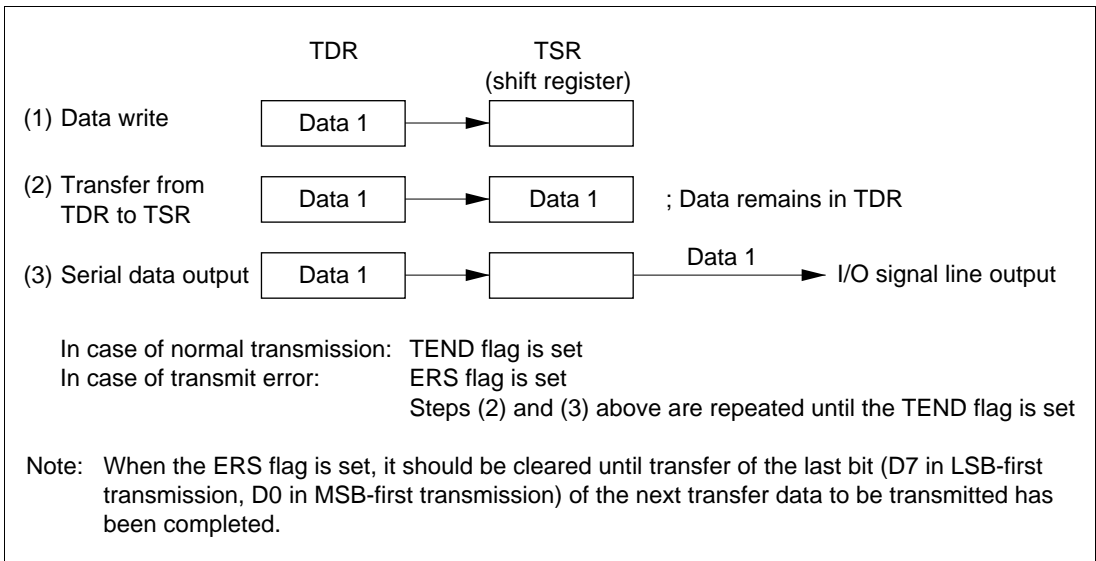 TDR TSR
(shift register)
(1) Data write Data 1
(2) Transfer from
TDR to TSR Data 1 Data 1 ; Data remains in TDR
(3) Serial data output Data 1 Data 1 I/O signal line output
In case of normal transmission: TEND flag is set
In case of transmit error: ERS flag is set
Steps (2) and (3) above are repeated until the TEND flag is set
Note: When the ERS flag is set, it should be cleared until transfer of the last bit (D7 in LSB-first
transmission, D0 in MSB-first transmission) of the next transfer data to be transmitted has
been completed.